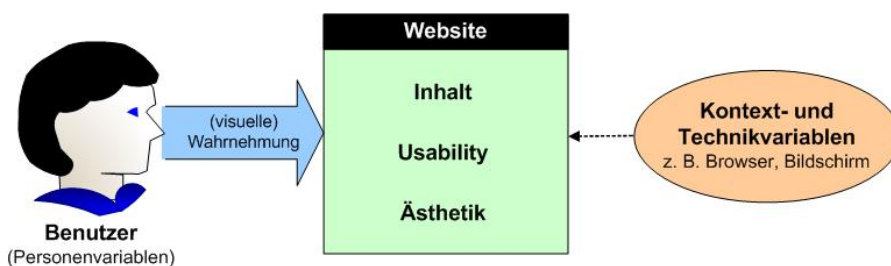 Website
Inhalt
Usability
Ästhetik
(visuelle)
Wahrnehmung
Benutzer
(Personenvariablen)
Kontext- und
Technikvariablen
z. B. Browser, Bildschirm